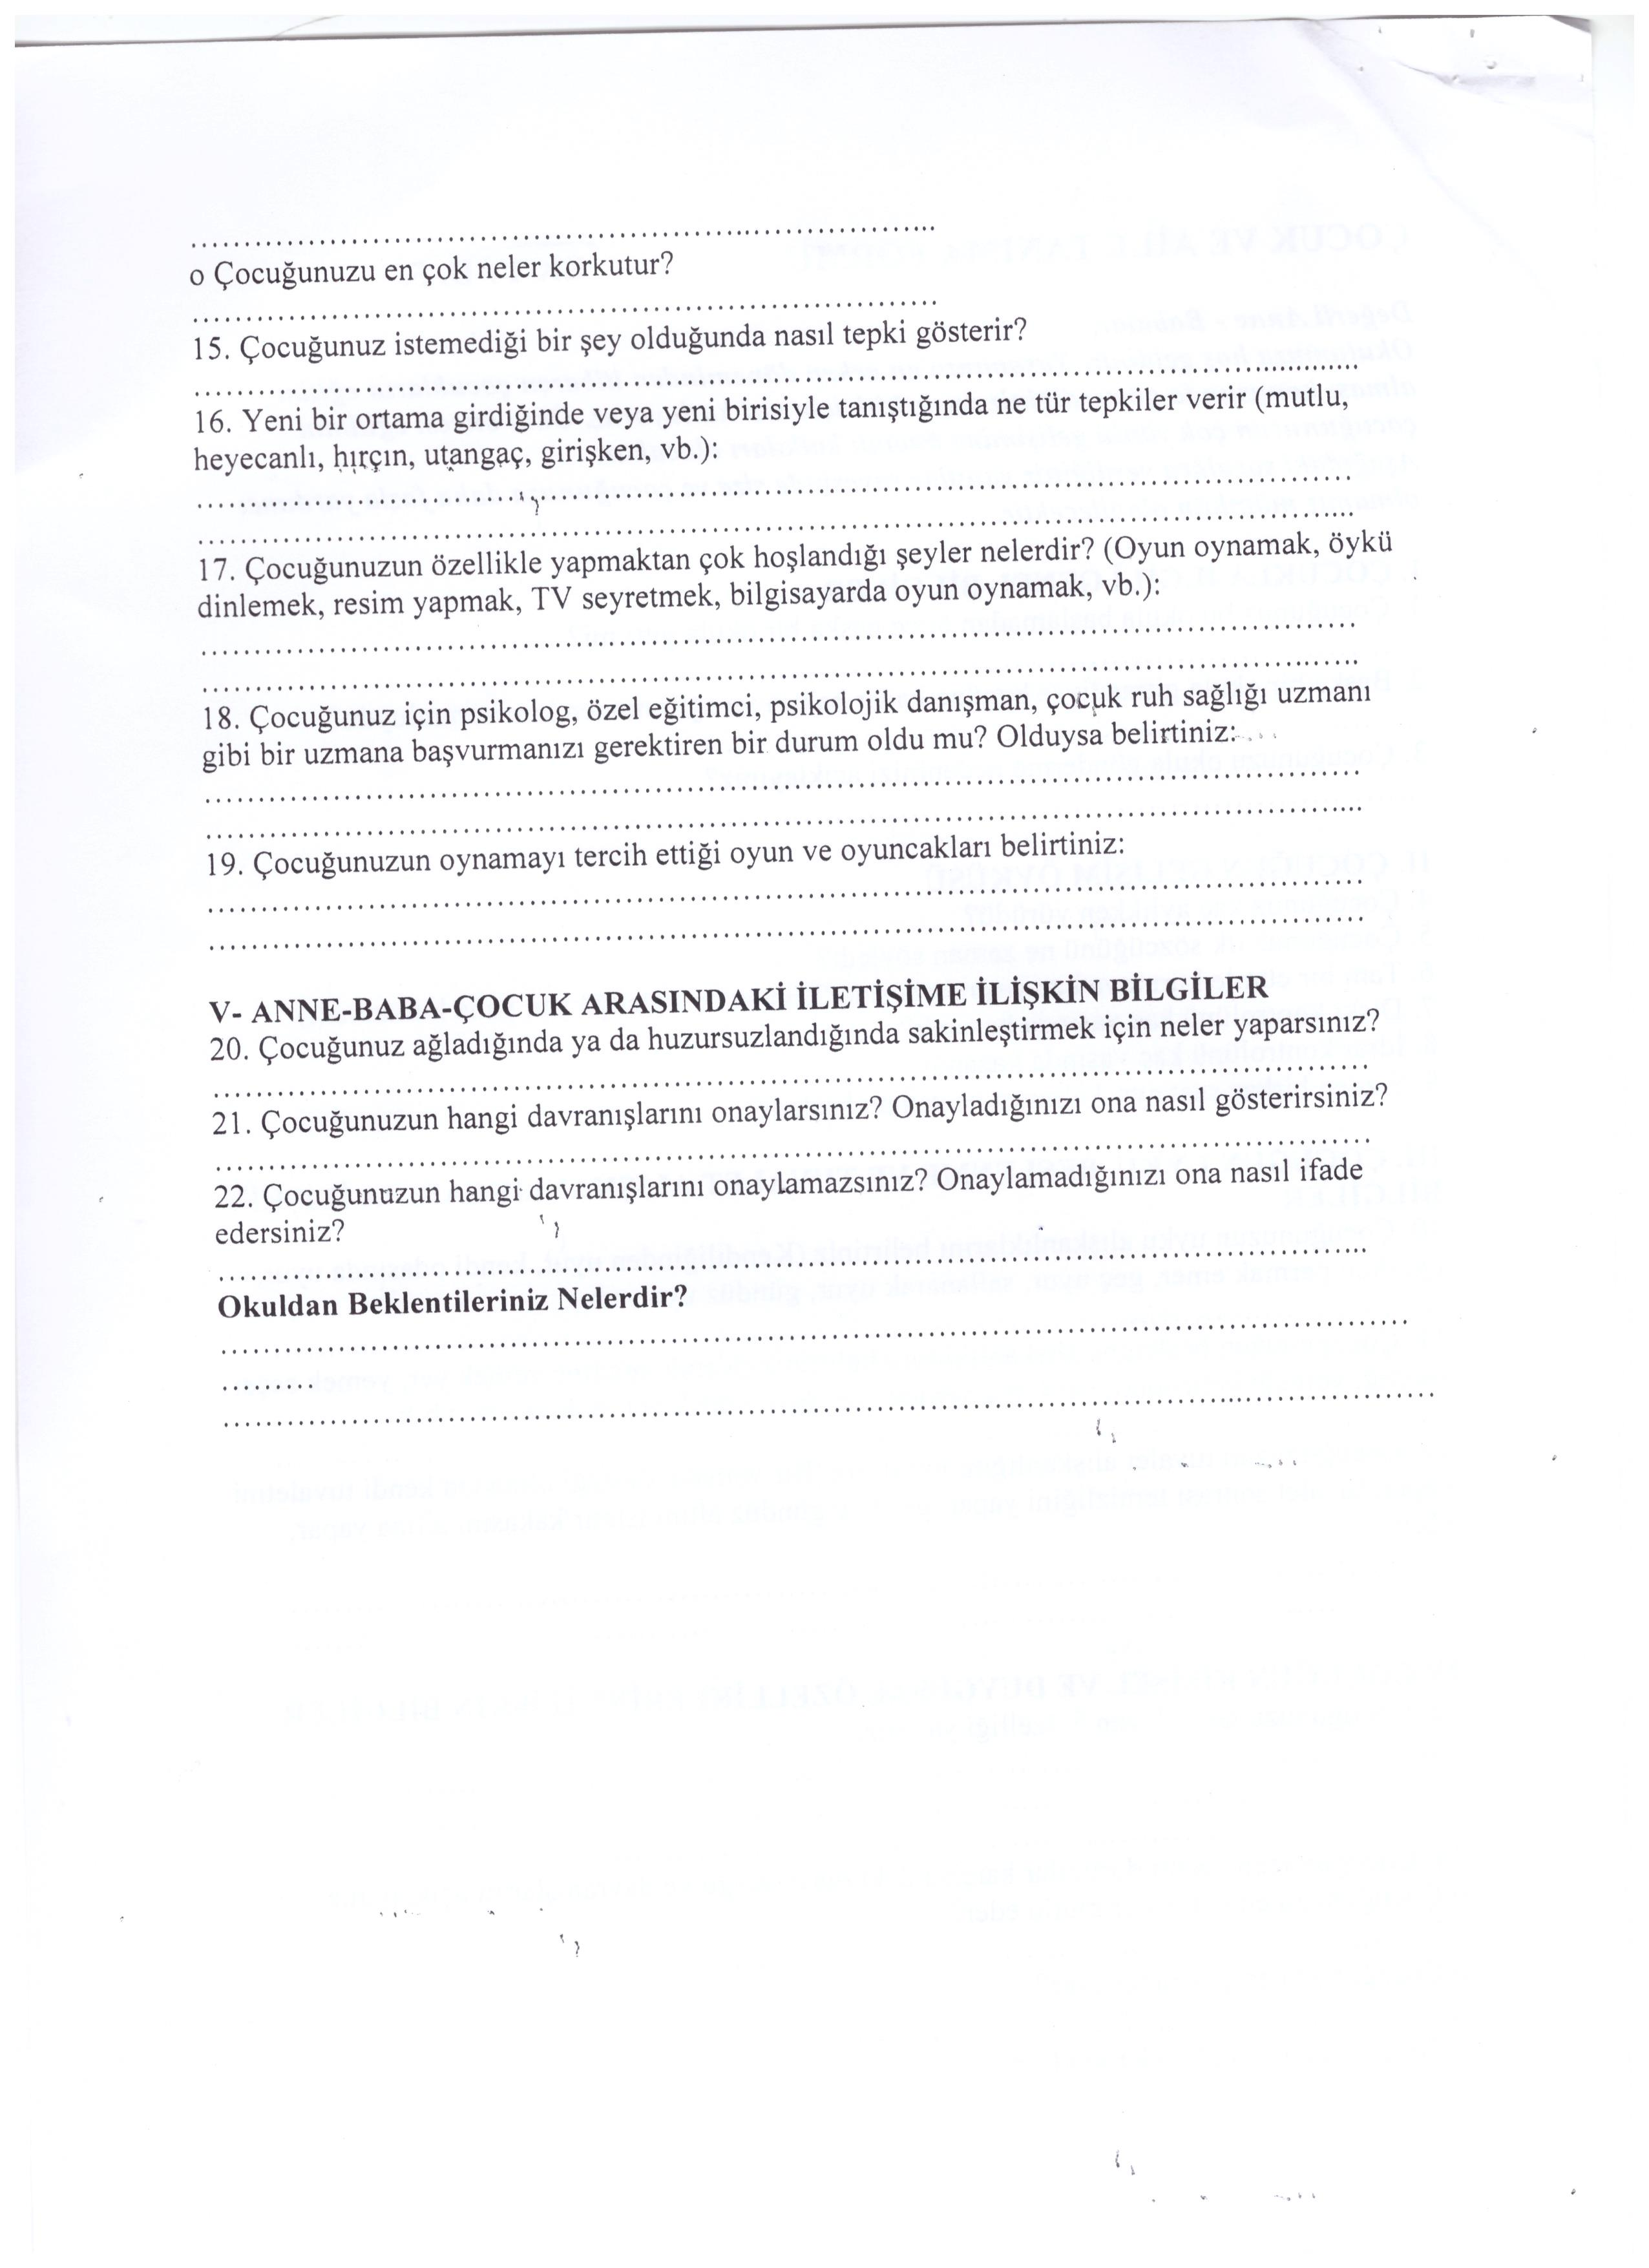 ........................................................................
o Çocuğunuzu en çok neler korkutur?
........................................................................
15. Çocuğunuz istemediği bir şey olduğunda nasıl tepki gösterir?
................................................................................................................
16. Yeni bir ortama girdiğinde veya yeni birisiyle tanıştığında ne tür tepkiler verir (mutlu,
heyecanlı, hırçın, utangaç, girişken, vb.):
................................................................................................................
................................................................................................................
17. Çocuğunuzun özellikle yapmaktan çok hoşlandığı şeyler nelerdir? (Oyun oynamak, öykü
dinlemek, resim yapmak, TV seyretmek, bilgisayarda oyun oynamak, vb.):
................................................................................................................
................................................................................................................
18. Çocuğunuz için psikolog, özel eğitimci, psikolojik danışman, çocuk ruh sağlığı uzmanı
gibi bir uzmana başvurmanızı gerektiren bir durum oldu mu? Olduysa belirtiniz:
................................................................................................................
................................................................................................................
19. Çocuğunuzun oynamayı tercih ettiği oyun ve oyuncakları belirtiniz:
................................................................................................................
................................................................................................................
V- ANNE-BABA-ÇOCUK ARASINDAKİ İLETİŞİME İLİŞKİN BİLGİLER
20. Çocuğunuz ağladığında ya da huzursuzlandığında sakinleştirmek için neler yaparsınız?
................................................................................................................
21. Çocuğunuzun hangi davranışlarını onaylarsınız? Onayladığınızı ona nasıl gösterirsiniz?
................................................................................................................
22. Çocuğunuzun hangi davranışlarını onaylamazsınız? Onaylamadığınızı ona nasıl ifade
edersiniz?
................................................................................................................
Okuldan Beklentileriniz Nelerdir?
................................................................................................................
.........
................................................................................................................